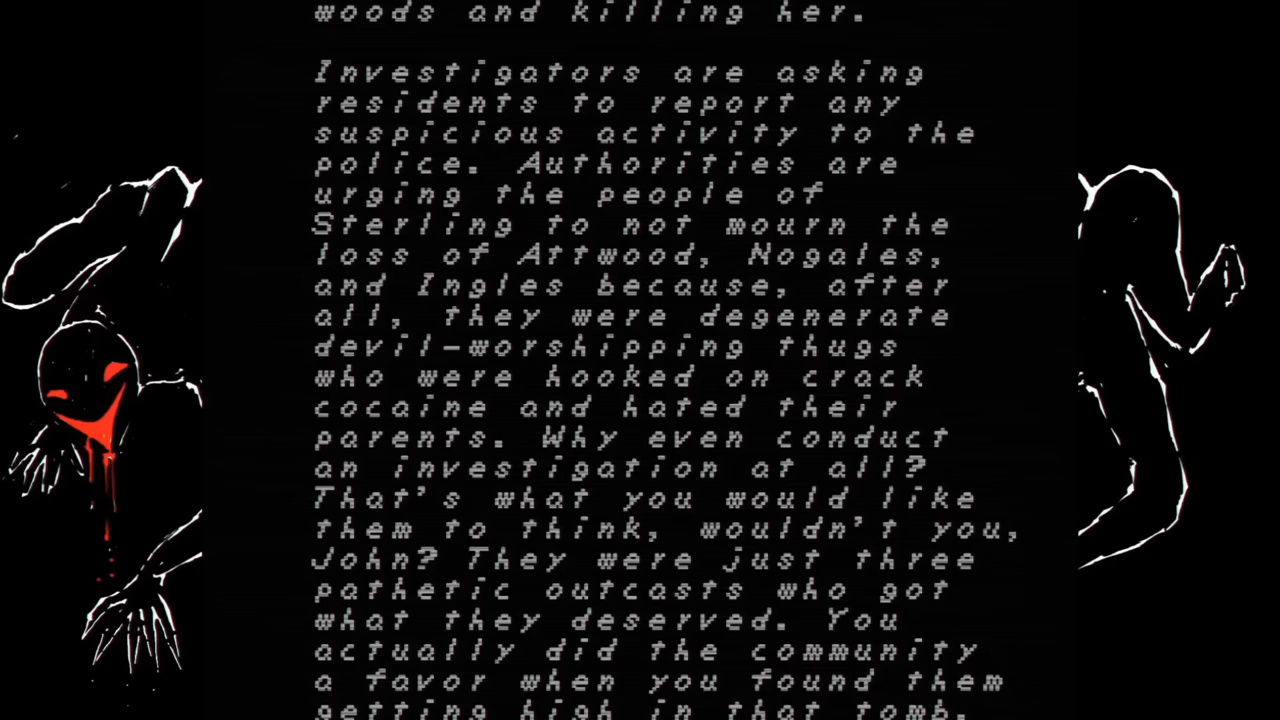 woods and killing her.
Investigators are asking
residents to report any
suspicious activity to the
police. Authorities are
urging the people of
Sterling to not mourn the
loss of Attwood, Nogales,
and Ingles because, after
all, they were degenerate
devil-worshipping thugs
who were hooked on crack
cocaine and hated their
parents. Why even conduct
an investigation at all?
That's what you would like
them to think, wouldn't you,
John? They were just three
pathetic outcasts who got
what they deserved. You
actually did the community
a favor when you found them
getting high in that tomb.